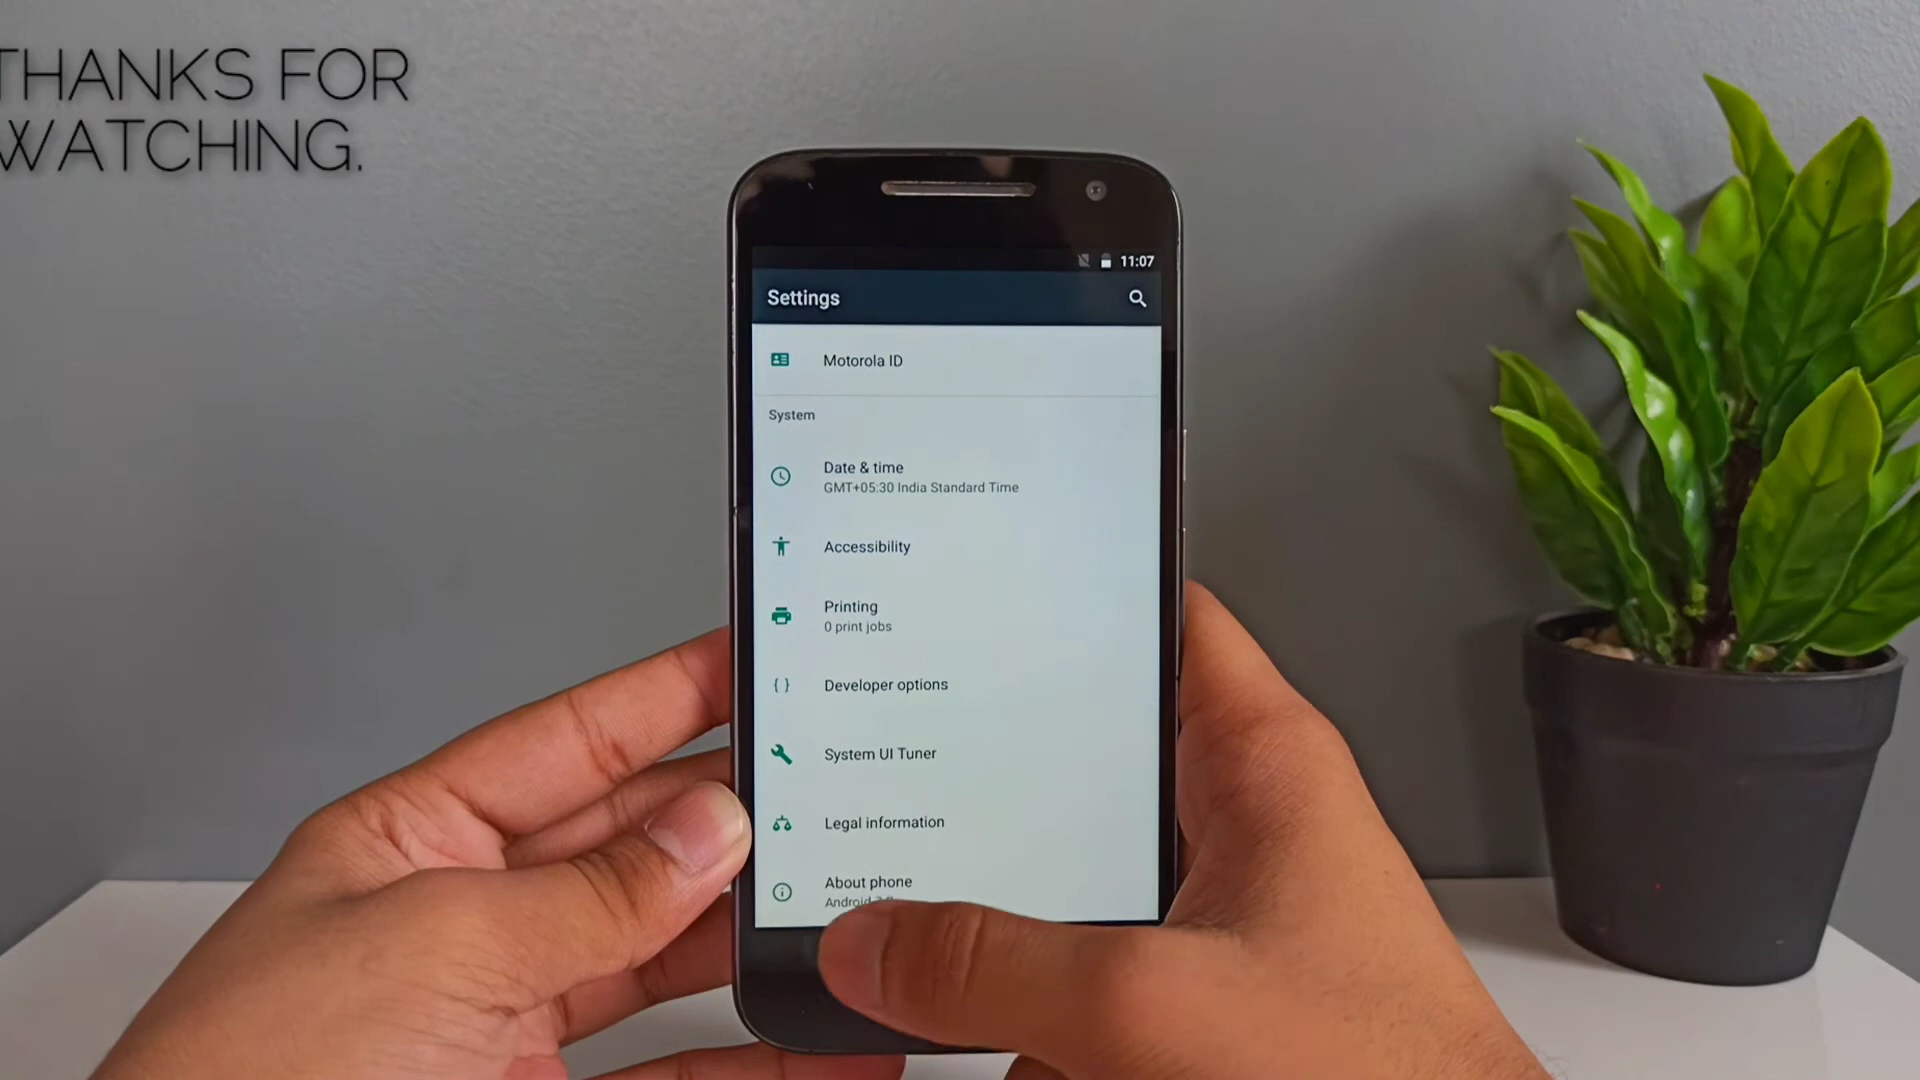 THANKS FOR
WATCHING.
11:07
Settings
Motorola ID
System
Date & time
GMT+05:30 India Standard Time
Accessibility
Printing
0 print jobs
Developer options
System UI Tuner
Legal information
About phone
Android